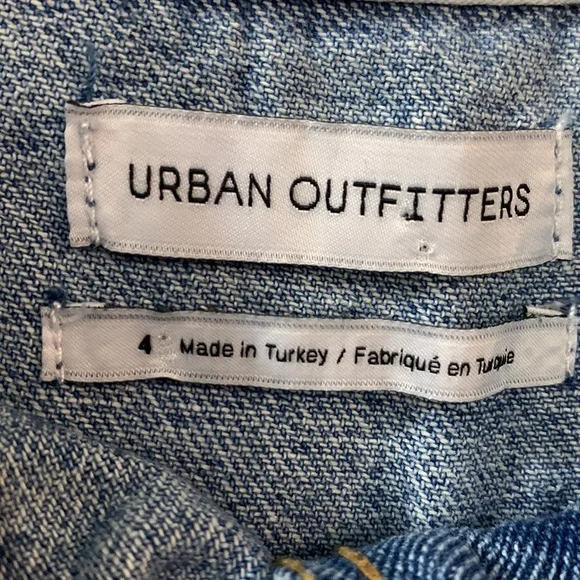 URBAN OUTFITTERS
4 Made in Turkey / Fabriqué en Turquie